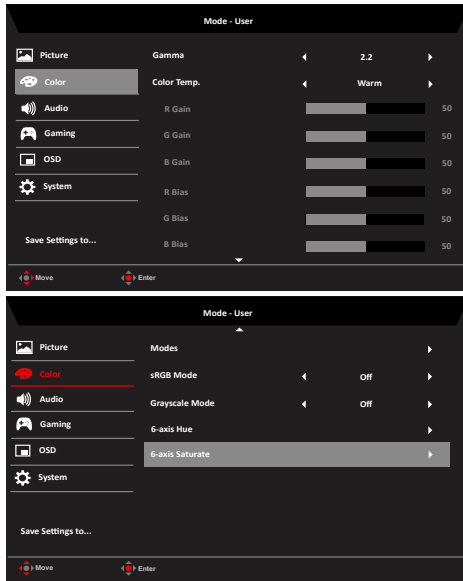 Mode - User
Picture
Gamma 2.2
Color
Color Temp. Warm
Audio
R Gain 50
Gaming
G Gain 50
OSD
B Gain 50
System
R Bias 50
G Bias 50
Save Settings to...
B Bias 50
Move Enter
Mode - User
Picture
Modes
Color
sRGB Mode Off
Audio
Grayscale Mode Off
Gaming
6-axis Hue
OSD
6-axis Saturate
System
Save Settings to...
Move Enter